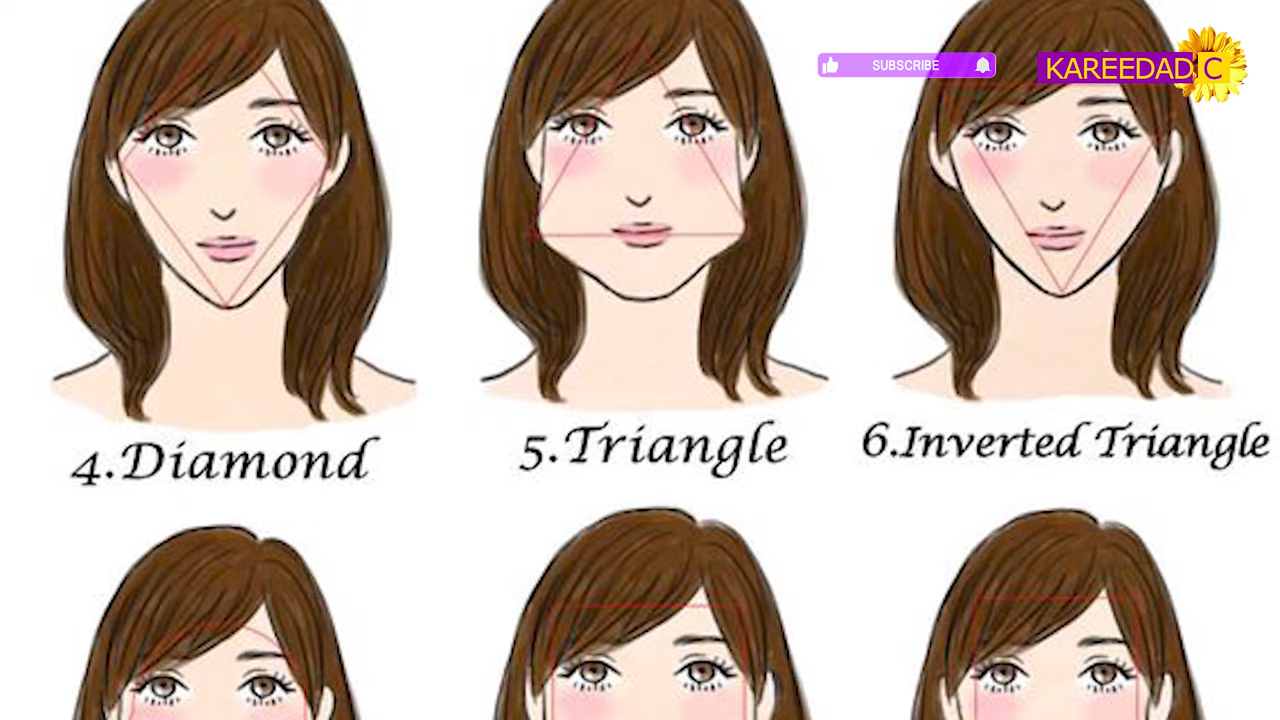 SUBSCRIBE
KAREEDAD C
4.Diamond
5.Triangle
6.Inverted Triangle